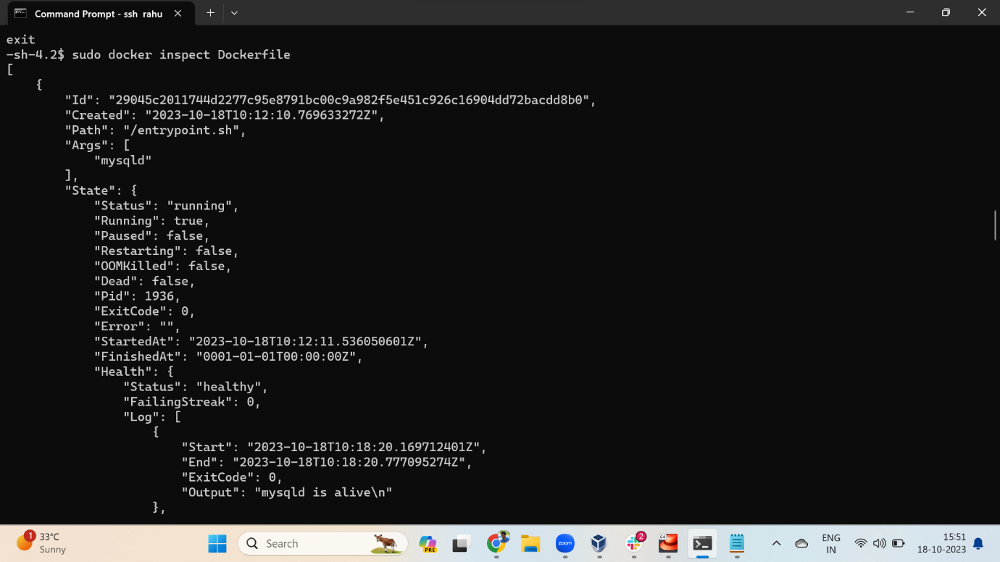 Command Prompt - ssh rahu
exit
-sh-4.2$ sudo docker inspect Dockerfile
[
    {
        "Id": "29045c2011744d2277c95e8791bc00c9a982f5e451c926c16904dd72bacdd8b0",
        "Created": "2023-10-18T10:12:10.769633272Z",
        "Path": "/entrypoint.sh",
        "Args": [
            "mysqld"
        ],
        "State": {
            "Status": "running",
            "Running": true,
            "Paused": false,
            "Restarting": false,
            "OOMKilled": false,
            "Dead": false,
            "Pid": 1936,
            "ExitCode": 0,
            "Error": "",
            "StartedAt": "2023-10-18T10:12:11.536050601Z",
            "FinishedAt": "0001-01-01T00:00:00Z",
            "Health": {
                "Status": "healthy",
                "FailingStreak": 0,
                "Log": [
                    {
                        "Start": "2023-10-18T10:18:20.169712401Z",
                        "End": "2023-10-18T10:18:20.777095274Z",
                        "ExitCode": 0,
                        "Output": "mysqld is alive\n"
                    },
1
33°C
Sunny
Search
PRE
zoom
2
64
ENG
IN
15:51
18-10-2023